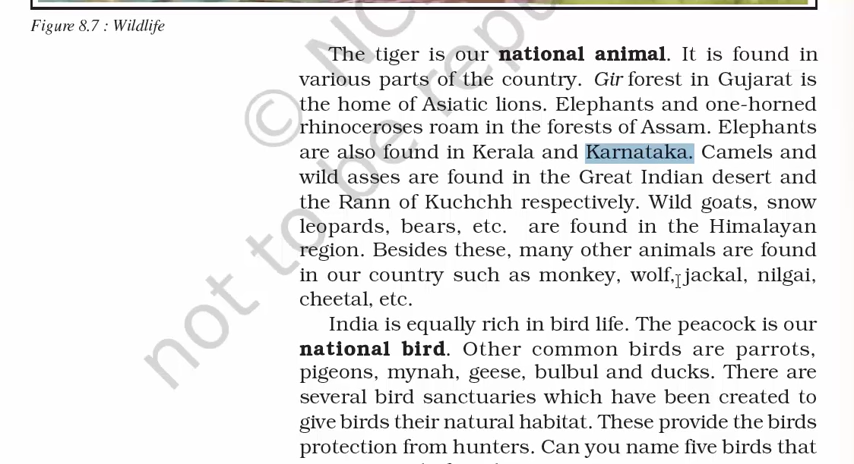 Figure 8.7 : Wildlife
The tiger is our national animal. It is found in
various parts of the country. Gir forest in Gujarat is
the home of Asiatic lions. Elephants and one-horned
rhinoceroses roam in the forests of Assam. Elephants
are also found in Kerala and Karnataka. Camels and
wild asses are found in the Great Indian desert and
the Rann of Kuchchh respectively. Wild goats, snow
leopards, bears, etc. are found in the Himalayan
region. Besides these, many other animals are found
in our country such as monkey, wolf, jackal, nilgai,
cheetal, etc.
India is equally rich in bird life. The peacock is our
national bird. Other common birds are parrots,
pigeons, mynah, geese, bulbul and ducks. There are
several bird sanctuaries which have been created to
give birds their natural habitat. These provide the birds
protection from hunters. Can you name five birds that
© NC
not to be rep